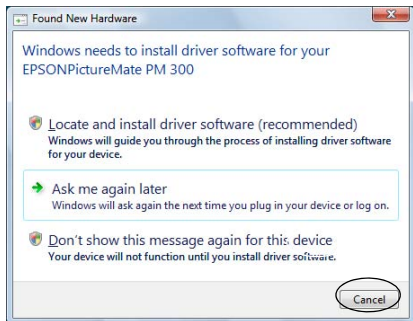 Found New Hardware
Windows needs to install driver software for your
EPSONPictureMate PM 300
Locate and install driver software (recommended)
Windows will guide you through the process of installing driver software
for your device.
Ask me again later
Windows will ask again the next time you plug in your device or log on.
Don't show this message again for this device
Your device will not function until you install driver software.
Cancel